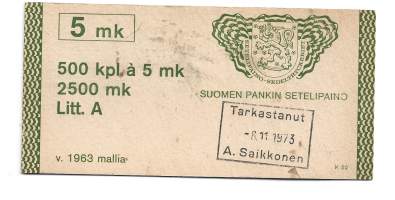 5 mk
500 kpl à 5 mk
2500 mk
Litt. A
SUOMEN PANKIN SETELIPAINO
Tarkastanut
-8.11.1973
A. Saikkonen
v. 1963 mallia